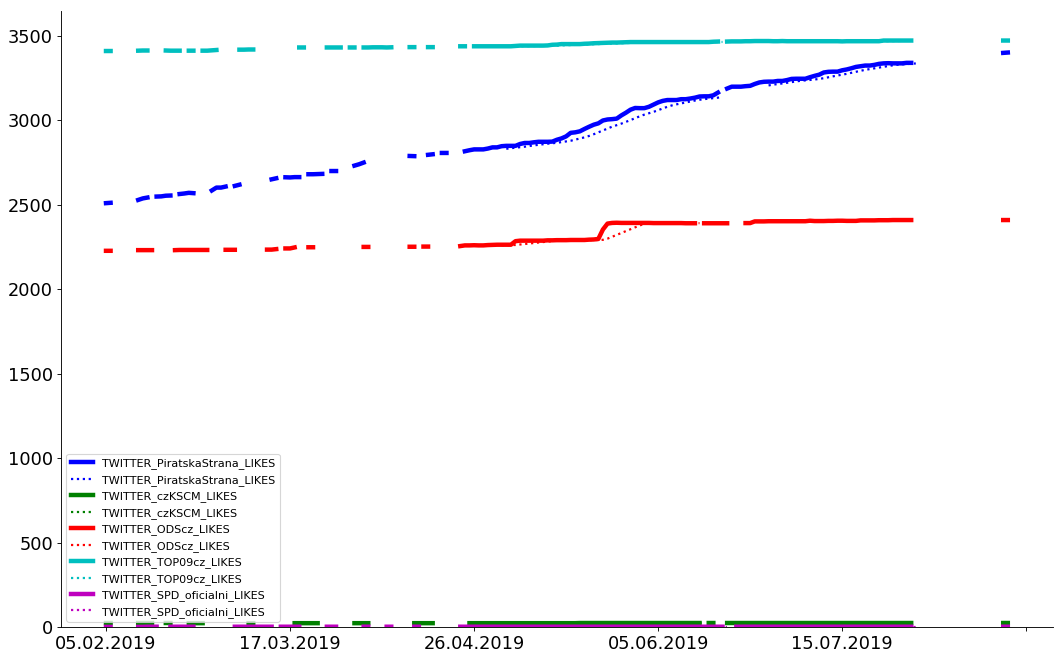 3500
3000
2500
2000
1500
1000
500
0
TWITTER_PiratskaStrana_LIKES
TWITTER_PiratskaStrana_LIKES
TWITTER_czKSCM_LIKES
TWITTER_czKSCM_LIKES
TWITTER_ODScz_LIKES
TWITTER_ODScz_LIKES
TWITTER_TOP09cz_LIKES
TWITTER_TOP09cz_LIKES
TWITTER_SPD_oficialni_LIKES
TWITTER_SPD_oficialni_LIKES
05.02.2019 17.03.2019 26.04.2019 05.06.2019 15.07.2019